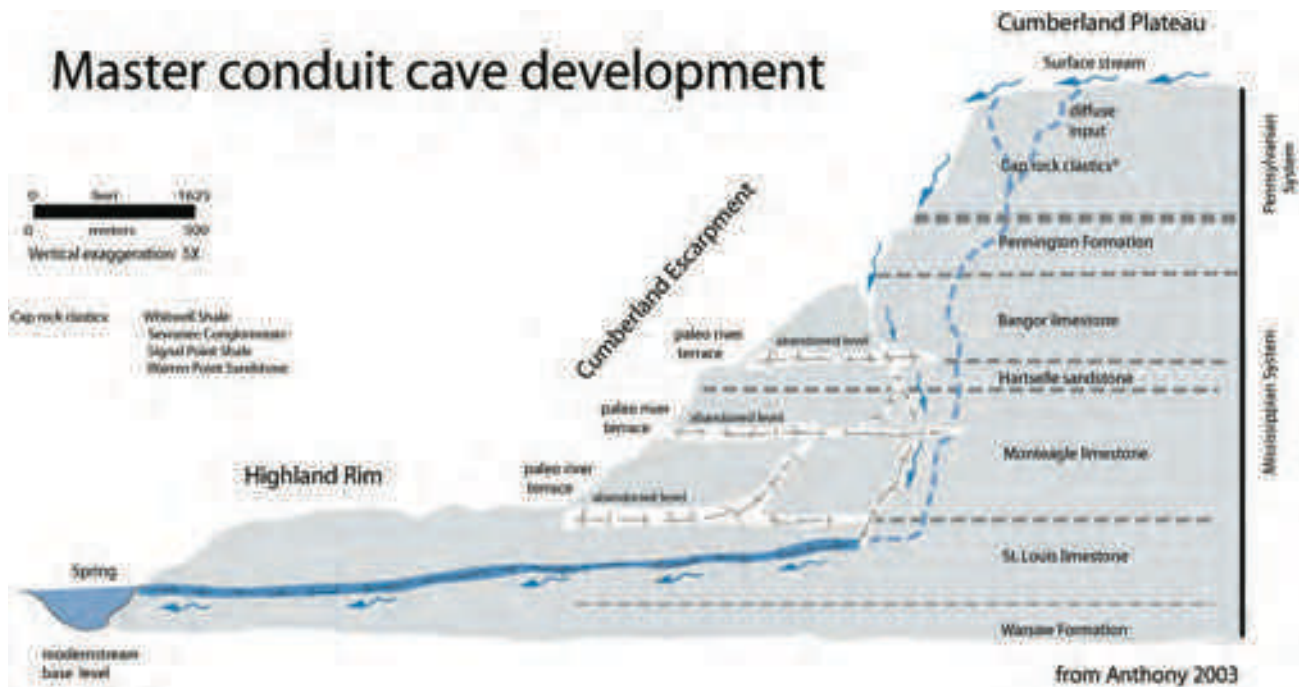 Cumberland Plateau
Master conduit cave development
Surface stream
diffuse
input
Cap rock clastics*
Pennsylvanian
System
0 feet 1625
0 meters 500
Vertical exaggeration: 5X
Cumberland Escarpment
Pennington Formation
Cap rock clastics
Whitwell Shale
Sewanee Conglomerate
Signal Point Shale
Warren Point Sandstone
Bangor limestone
paleo river
terrace
abandoned level
Hartselle sandstone
Mississippian System
paleo river
terrace
abandoned level
Monteagle limestone
Highland Rim
paleo river
terrace
abandoned level
St. Louis limestone
Spring
Warsaw Formation
modernstream
base level
from Anthony 2003